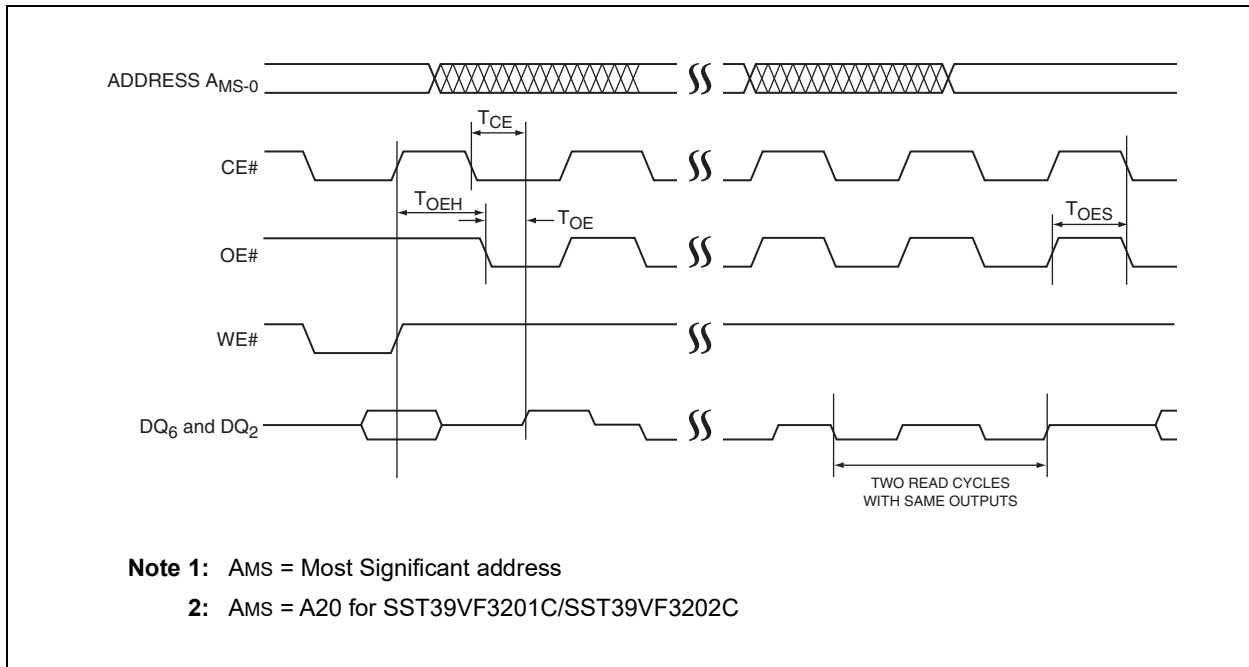 ADDRESS AMS-0
TCE
CE#
TOEH
TOE
TOES
OE#
WE#
DQ6 and DQ2
TWO READ CYCLES
WITH SAME OUTPUTS
Note 1: AMS = Most Significant address
2: AMS = A20 for SST39VF3201C/SST39VF3202C